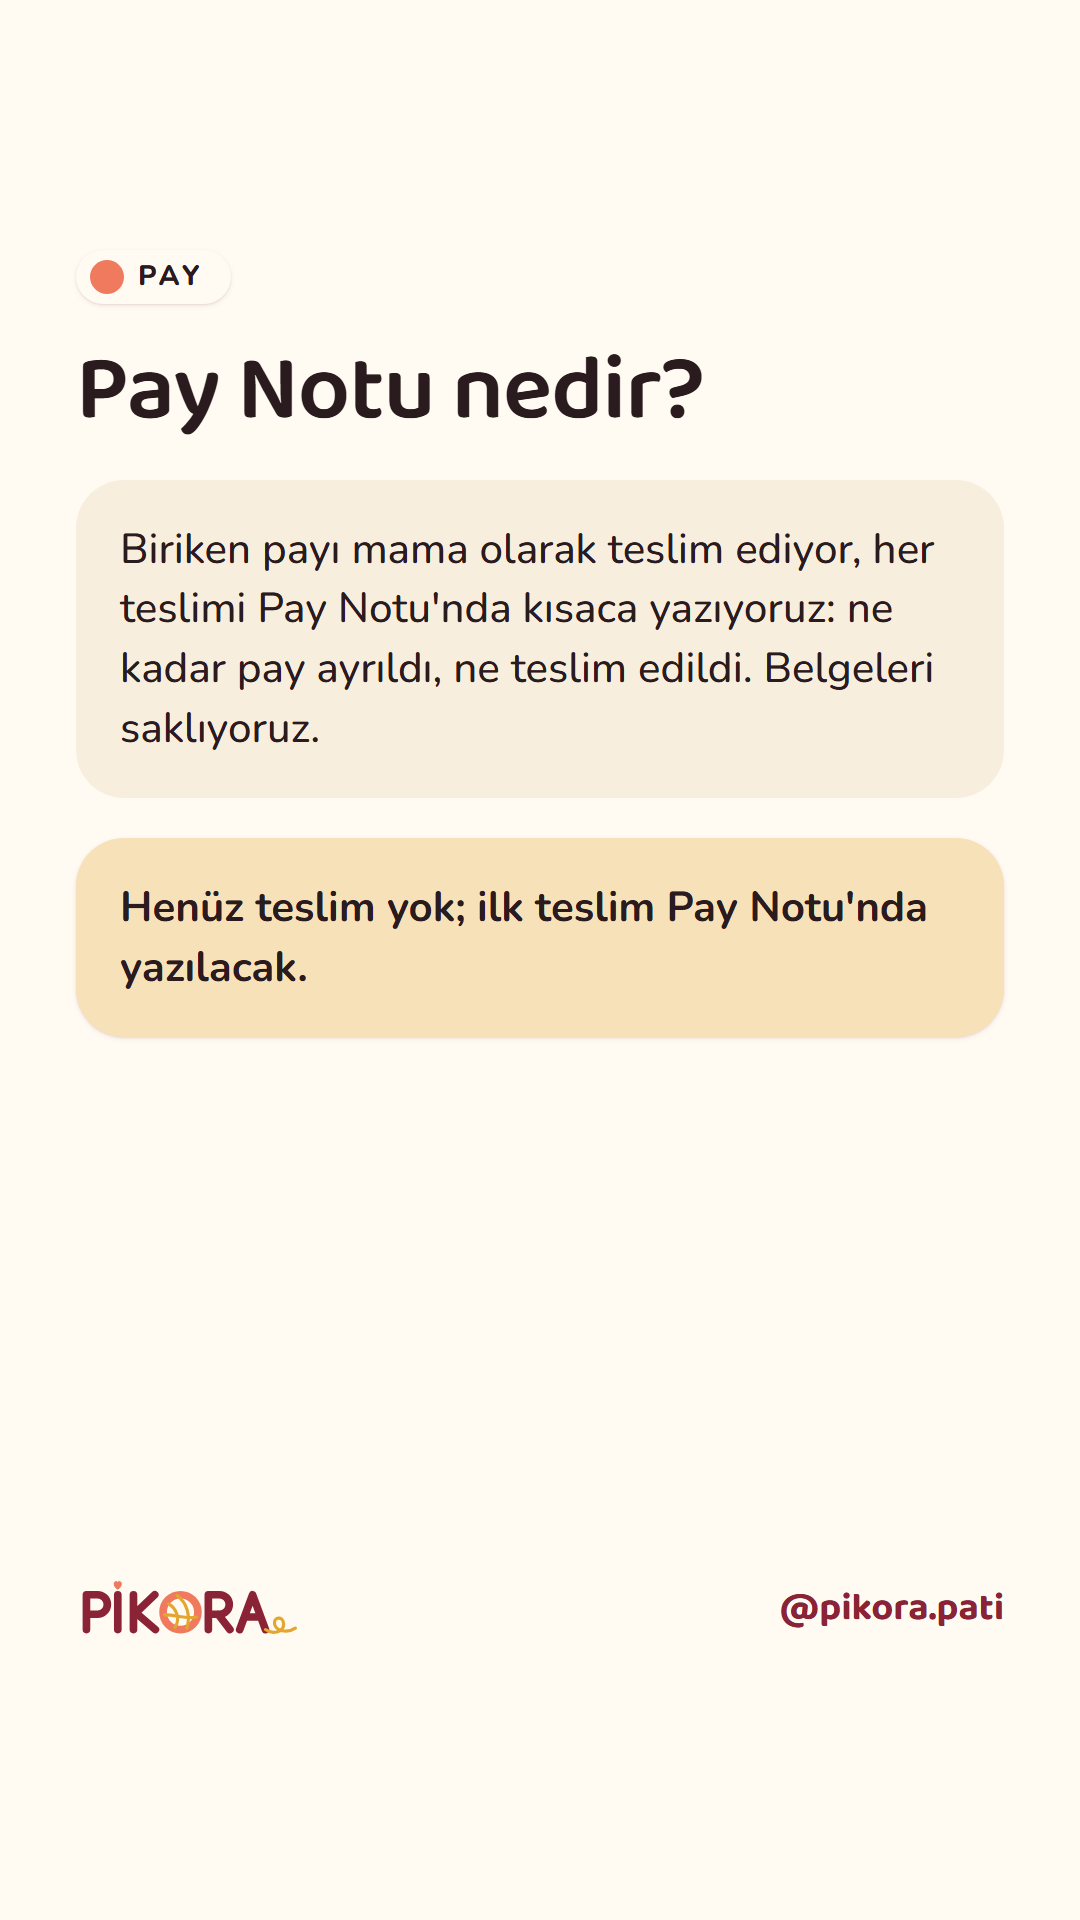 PAY
Pay Notu nedir?
Biriken payı mama olarak teslim ediyor, her
teslimi Pay Notu'nda kısaca yazıyoruz: ne
kadar pay ayrıldı, ne teslim edildi. Belgeleri
saklıyoruz.
Henüz teslim yok; ilk teslim Pay Notu'nda
yazılacak.
PİKORA
@pikora.pati